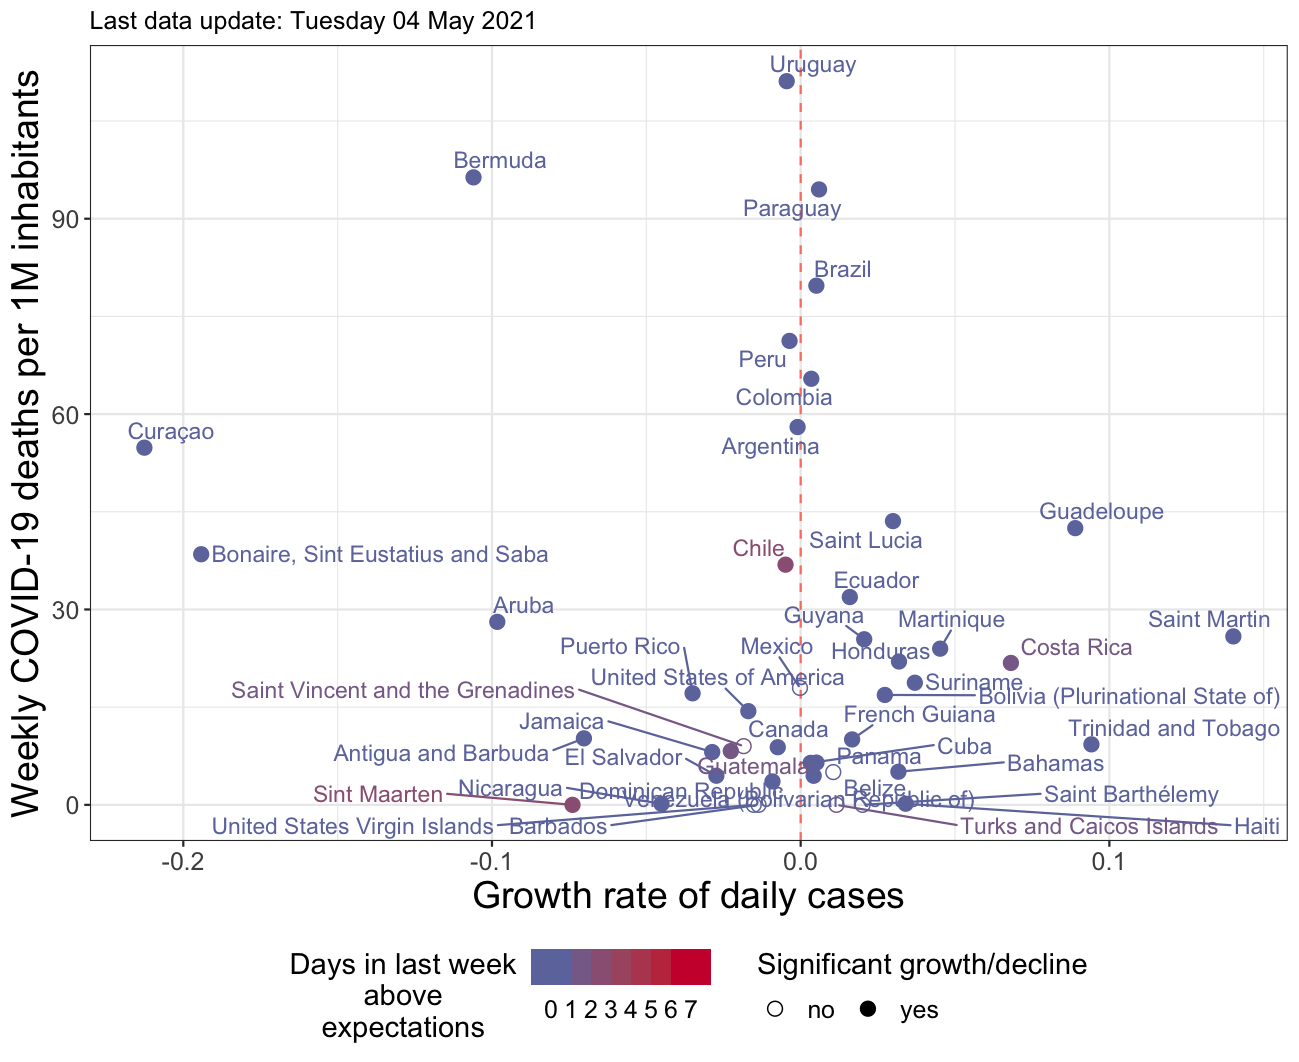 Last data update: Tuesday 04 May 2021
Weekly COVID-19 deaths per 1M inhabitants
90
60
30
0
Uruguay
Bermuda
Paraguay
Brazil
Peru
Colombia
Curaçao
Argentina
Guadeloupe
Saint Lucia
Chile
Bonaire, Sint Eustatius and Saba
Ecuador
Aruba
Guyana
Martinique
Saint Martin
Puerto Rico
Mexico
Honduras
Costa Rica
United States of America
Suriname
Saint Vincent and the Grenadines
Bolivia (Plurinational State of)
French Guiana
Jamaica
Canada
Trinidad and Tobago
Antigua and Barbuda
El Salvador
Panama
Cuba
Guatemala
Bahamas
Nicaragua
Dominican Republic
Belize
Sint Maarten
Venezuela (Bolivarian Republic of)
Saint Barthélemy
United States Virgin Islands
Barbados
Turks and Caicos Islands
Haiti
-0.2
-0.1
0.0
0.1
Growth rate of daily cases
Days in last week
above
expectations
0 1 2 3 4 5 6 7
Significant growth/decline
no
yes